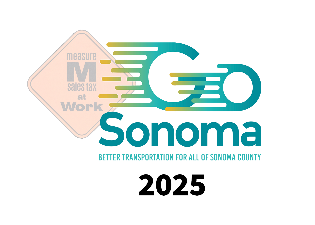 measure
M
sales tax
AT
Work
Go
Sonoma
BETTER TRANSPORTATION FOR ALL OF SONOMA COUNTY
2025